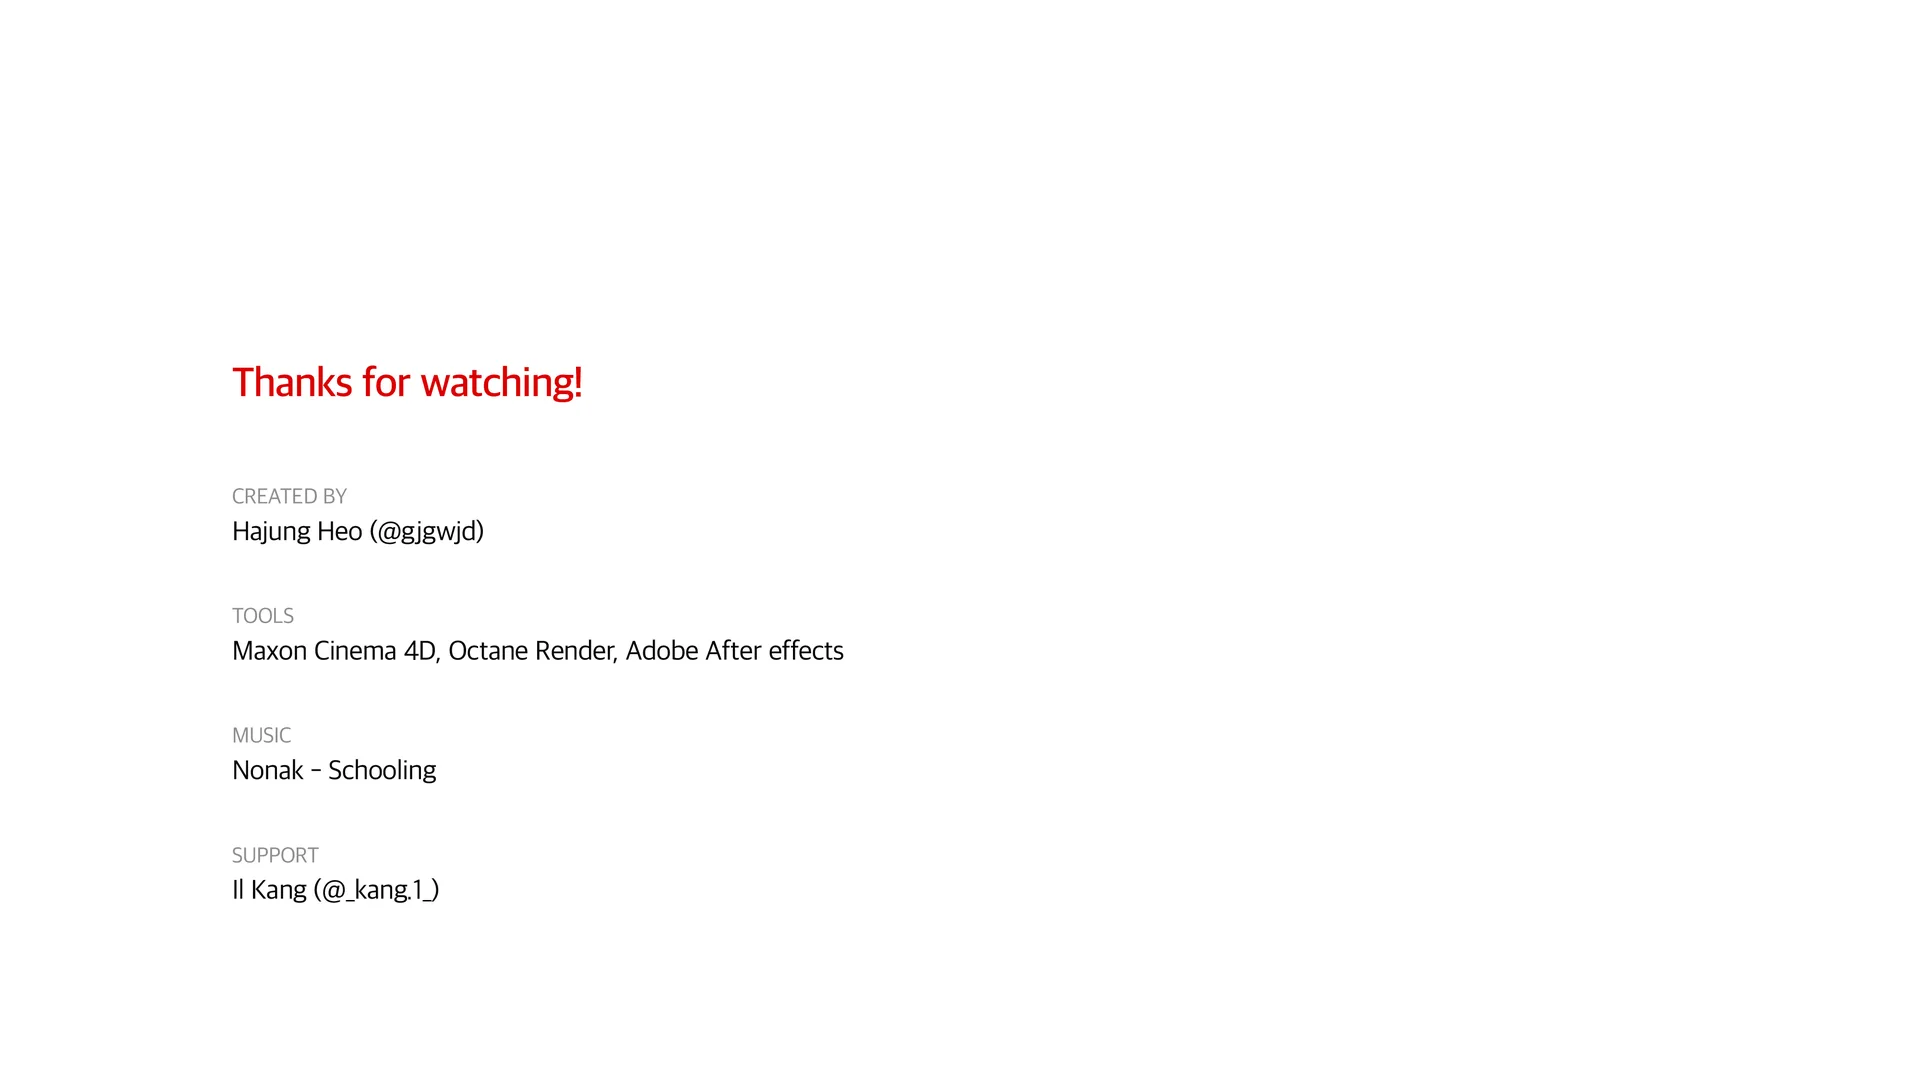 Thanks for watching!
CREATED BY
Hajung Heo (@gjgwjd)
TOOLS
Maxon Cinema 4D, Octane Render, Adobe After effects
MUSIC
Nonak - Schooling
SUPPORT
Il Kang (@_kang.1_)